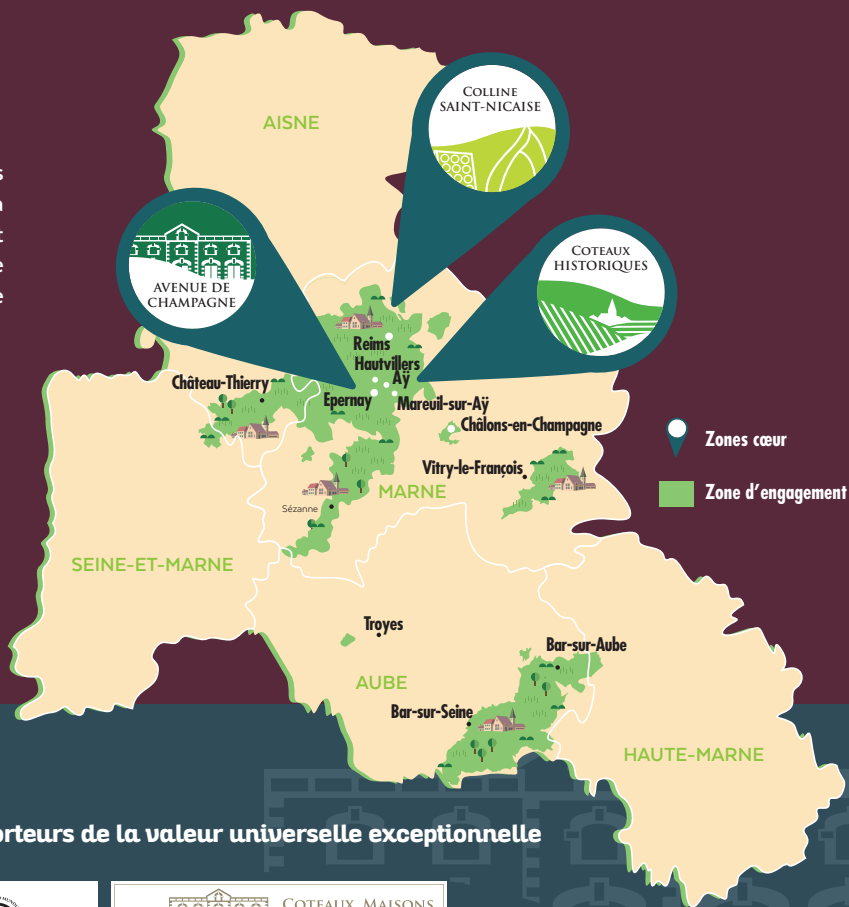 AISNE
COLLINE
SAINT-NICAISE
AVENUE DE
CHAMPAGNE
COTEAUX
HISTORIQUES
Reims
Hautvillers
Aÿ
Château-Thierry
Epernay
Mareuil-sur-Aÿ
Châlons-en-Champagne
Zones cœur
Vitry-le-François
MARNE
Zone d'engagement
Sézanne
SEINE-ET-MARNE
Troyes
Bar-sur-Aube
AUBE
Bar-sur-Seine
HAUTE-MARNE
de la valeur universelle exceptionnelle
COTEAUX MAISONS